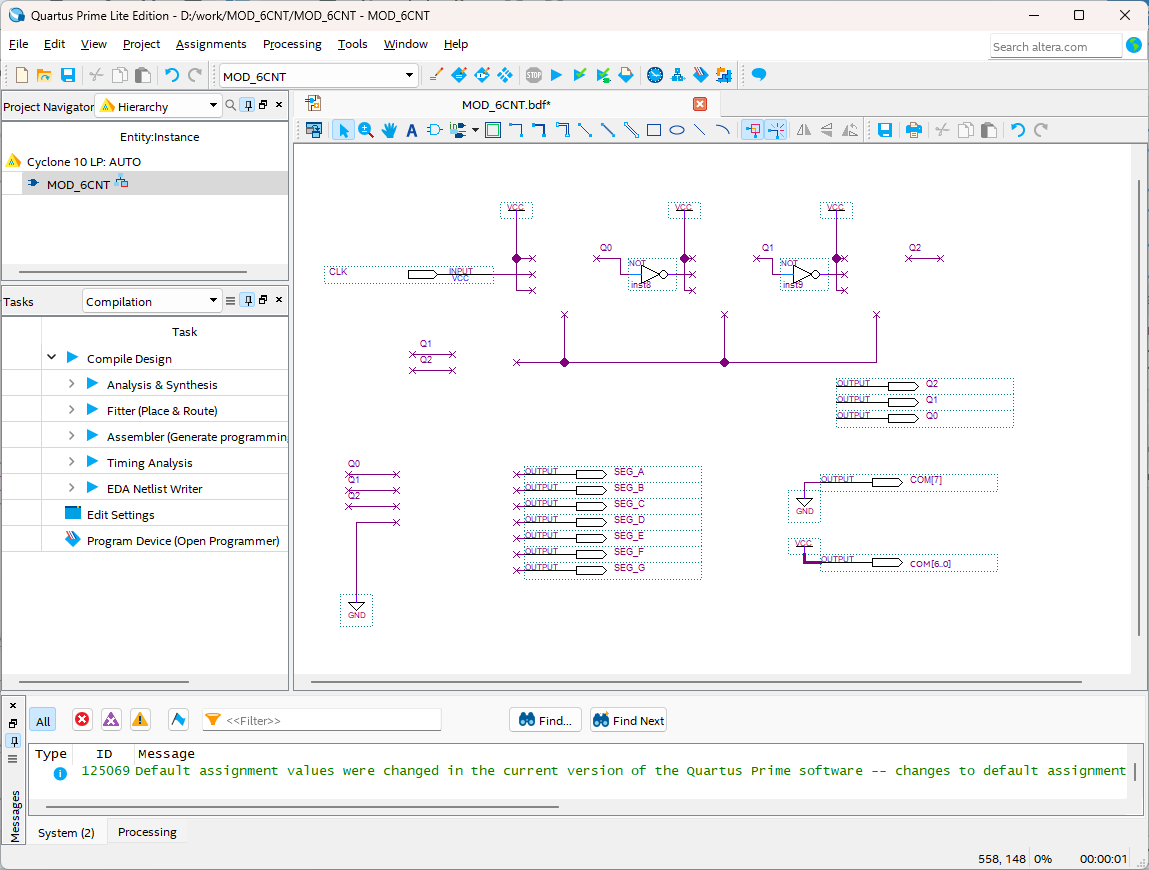 Quartus Prime Lite Edition - D:/work/MOD_6CNT/MOD_6CNT - MOD_6CNT
File Edit View Project Assignments Processing Tools Window Help
Search altera.com
MOD_6CNT
STOP
Project Navigator Hierarchy
MOD_6CNT.bdf*
Entity:Instance
Cyclone 10 LP: AUTO
MOD_6CNT
VCC VCC VCC
Q0 Q1 Q2
CLK INPUT VCC
NOT inst8
NOT inst9
Tasks Compilation
Task
Compile Design
Analysis & Synthesis
Fitter (Place & Route)
Assembler (Generate programmin
Timing Analysis
EDA Netlist Writer
Edit Settings
Program Device (Open Programmer)
Q1
Q2
OUTPUT Q2
OUTPUT Q1
OUTPUT Q0
Q0
Q1
Q2
GND
OUTPUT SEG_A
OUTPUT SEG_B
OUTPUT SEG_C
OUTPUT SEG_D
OUTPUT SEG_E
OUTPUT SEG_F
OUTPUT SEG_G
OUTPUT COM[7]
GND
VCC
OUTPUT COM[6..0]
All <<Filter>> Find... Find Next
Type ID Message
125069 Default assignment values were changed in the current version of the Quartus Prime software -- changes to default assignment
Messages
System (2) Processing
558, 148 0% 00:00:01